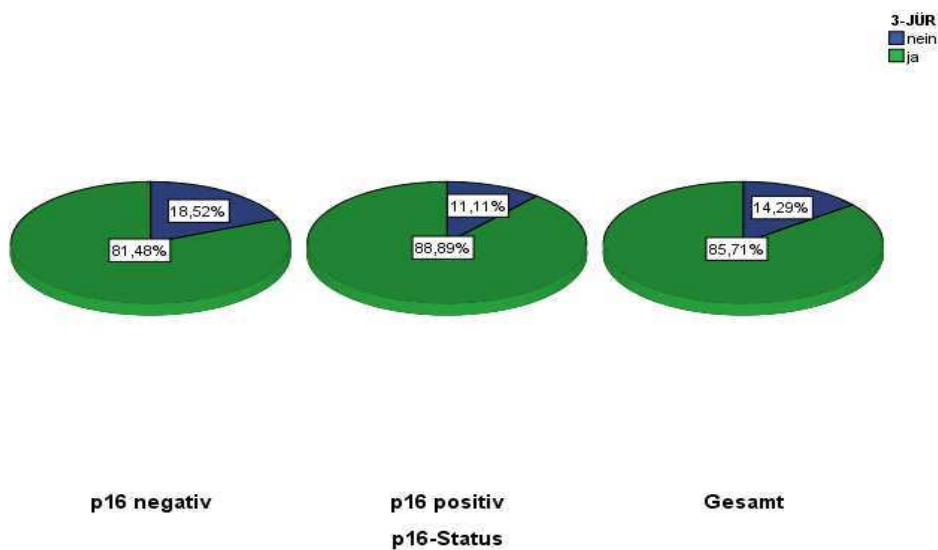 3-JÜR
nein
ja
18,52%
81,48%
11,11%
88,89%
14,29%
85,71%
p16 negativ
p16 positiv
Gesamt
p16-Status